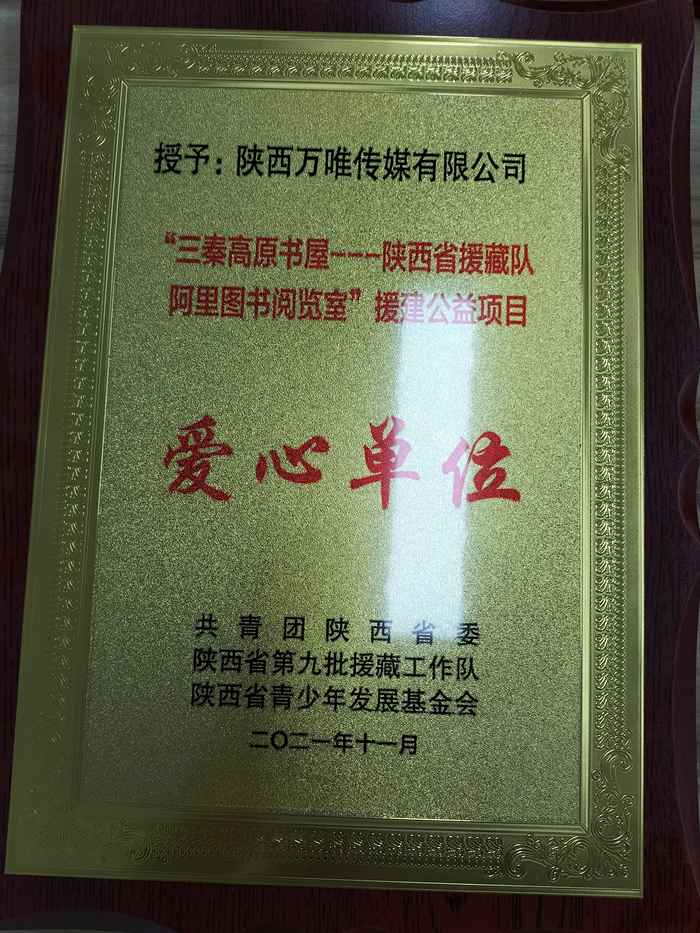 授予：陕西万唯传媒有限公司
“三秦高原书屋---陕西省援藏队
阿里图书阅览室”援建公益项目
爱心单位
共青团陕西省委
陕西省第九批援藏工作队
陕西省青少年发展基金会
二〇二一年十一月